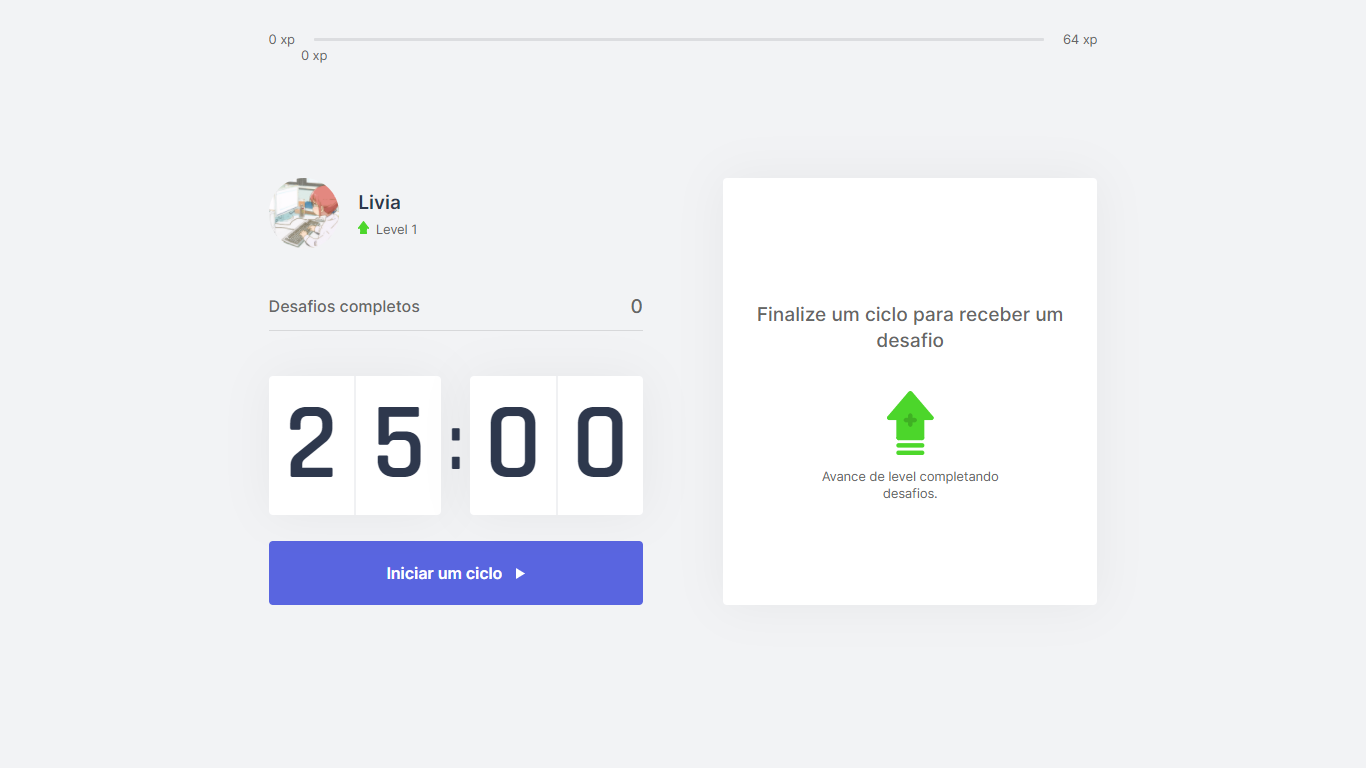 0 xp
64 xp
0 xp
Livia
Level 1
Desafios completos
0
25:00
Iniciar um ciclo
Finalize um ciclo para receber um
desafio
Avance de level completando
desafios.